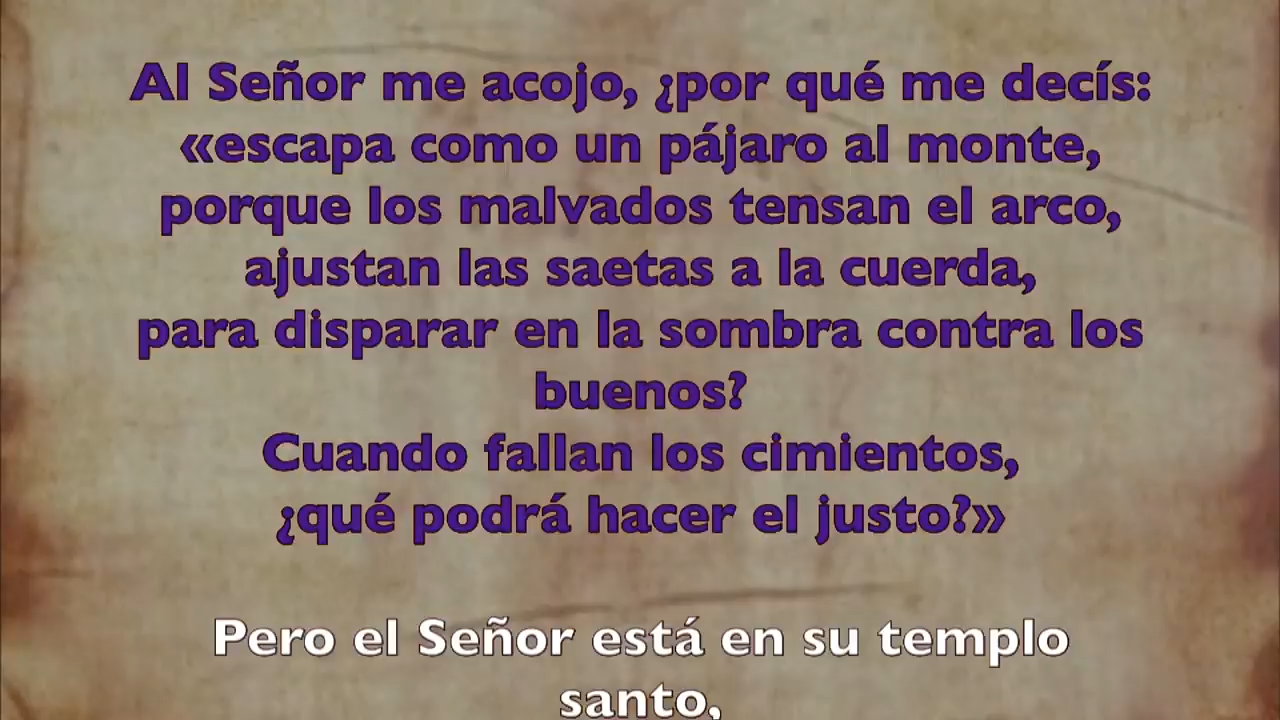 Al Señor me acojo, ¿por qué me decís:
«escapa como un pájaro al monte,
porque los malvados tensan el arco,
ajustan las saetas a la cuerda,
para disparar en la sombra contra los
buenos?
Cuando fallan los cimientos,
¿qué podrá hacer el justo?»
Pero el Señor está en su templo
santo,